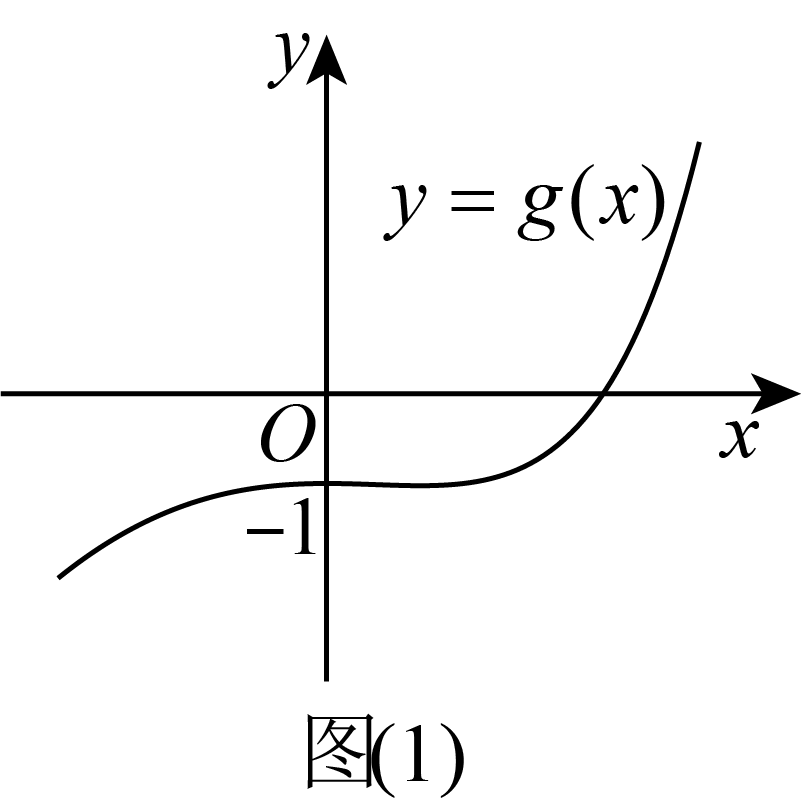 y
y = g(x)
O
x
−1
图(1)